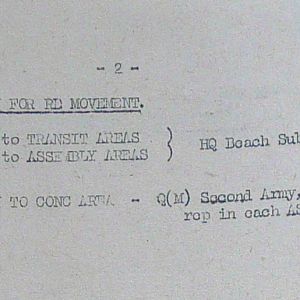 - 2 -
FOR RD MOVEMENT.
to TRANSIT AREAS
to ASSEMBLY AREAS
HQ Beach Sub
TO CONC AREA - Q(M) Second Army,
rep in each AS